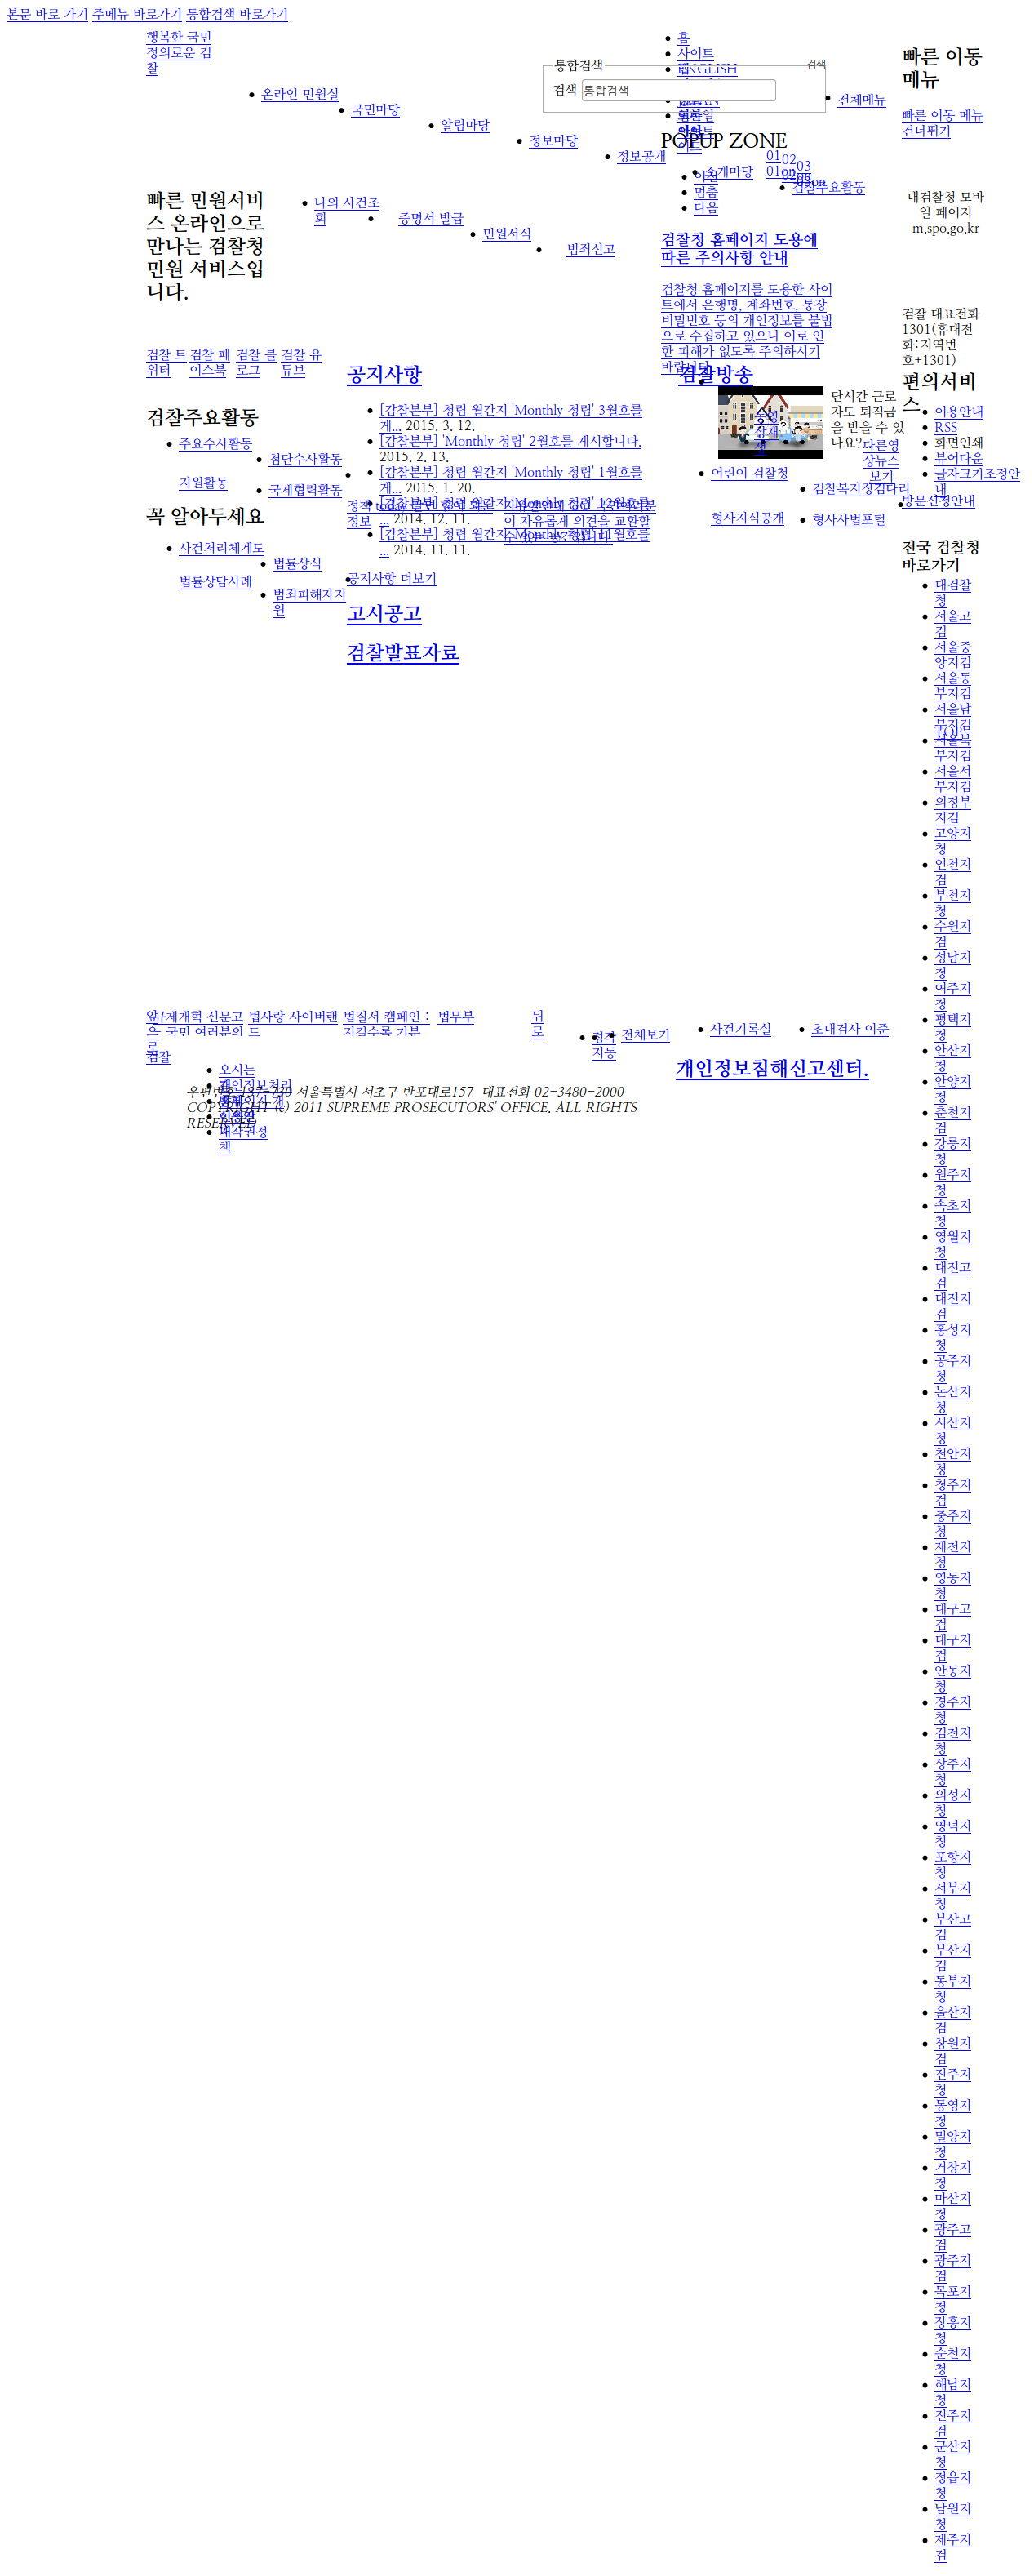 본문 바로 가기 주메뉴 바로가기 통합검색 바로가기
행복한 국민
정의로운 검
찰
온라인 민원실
국민마당
알림마당
정보마당
정보공개
소개마당
검찰주요활동
전체메뉴
통합검색
검색 통합검색
검색
홈
사이트
ENGLISH
POPUP ZONE
01
02
03
이전
멈춤
다음
빠른 민원서비
스 온라인으로
만나는 검찰청
민원 서비스입
니다.
나의 사건조
회
증명서 발급
민원서식
범죄신고
검찰청 홈페이지 도용에
따른 주의사항 안내
검찰청 홈페이지를 도용한 사이
트에서 은행명, 계좌번호, 통장
비밀번호 등의 개인정보를 불법
으로 수집하고 있으니 이로 인
한 피해가 없도록 주의하시기
바랍니다
검찰 트
위터
검찰 페
이스북
검찰 블
로그
검찰 유
튜브
검찰주요활동
주요수사활동
첨단수사활동
지원활동
국제협력활동
꼭 알아두세요
사건처리체계도
법률상식
법률상담사례
범죄피해자지
원
공지사항
[감찰본부] 청렴 월간지 'Monthly 청렴' 3월호를
게... 2015. 3. 12.
[감찰본부] 'Monthly 청렴' 2월호를 게시합니다.
2015. 2. 13.
[감찰본부] 청렴 월간지 'Monthly 청렴' 1월호를
게... 2015. 1. 20.
[감찰본부] 청렴 월간지 'Monthly 청렴' 12월호를
... 2014. 12. 11.
[감찰본부] 청렴 월간지 'Monthly 청렴' 11월호를
... 2014. 11. 11.
정책 today
정보
이 자유롭게 의견을 교환할
공지사항 더보기
고시공고
검찰발표자료
검찰방송
단시간 근로
자도 퇴직금
을 받을 수 있
나요?
다른영
상뉴스
보기
어린이 검찰청
검찰복지장검다리
형사지식공개
형사사법포털
빠른 이동
메뉴
빠른 이동 메뉴
건너뛰기
대검찰청 모바
일 페이지
m.spo.go.kr
검찰 대표전화
1301(휴대전
화:지역번
호+1301)
편의서비
스
이용안내
RSS
화면인쇄
뷰어다운
글자크기조정안
내
방문신청안내
전국 검찰청
바로가기
대검찰
청
서울고
검
서울중
앙지검
서울동
부지검
서울남
부지검
TOP
서울북
부지검
서울서
부지검
의정부
지검
고양지
청
인천지
검
부천지
청
수원지
검
성남지
청
여주지
청
평택지
청
안산지
청
안양지
청
춘천지
검
강릉지
청
원주지
청
속초지
청
영월지
청
대전고
검
대전지
검
홍성지
청
공주지
청
논산지
청
서산지
청
천안지
청
청주지
검
충주지
청
제천지
청
영동지
청
대구고
검
대구지
검
안동지
청
경주지
청
김천지
청
상주지
청
의성지
청
영덕지
청
포항지
청
서부지
청
부산고
검
부산지
검
동부지
청
울산지
검
창원지
검
진주지
청
통영지
청
밀양지
청
거창지
청
마산지
청
광주고
검
광주지
검
목포지
청
장흥지
청
순천지
청
해남지
청
전주지
검
군산지
청
정읍지
청
남원지
청
제주지
검
규제개혁 신문고
법사랑 사이버랜
드
법질서 캠페인 :
지킬수록 기분
법무부
뒤
로
전체보기
사건기록실
초대검사 이준
개인정보침해신고센터.
검찰
오시는
개인정보처리
저작권정
책
우편번호 137-730 서울특별시 서초구 반포대로157 대표전화 02-3480-2000
COPYRIGHT (c) 2011 SUPREME PROSECUTORS' OFFICE. ALL RIGHTS
RESERVED